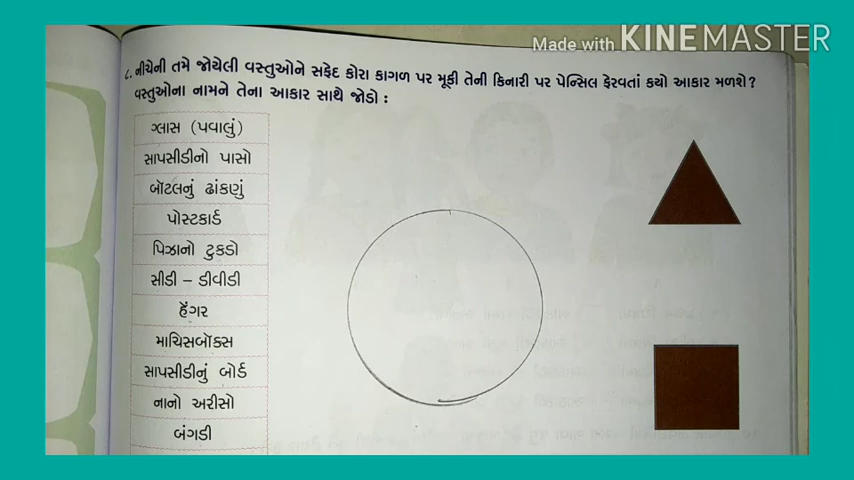 Made with KINEMASTER
૮. નીચેની તમે જોયેલી વસ્તુઓને સફેદ કોરા કાગળ પર મૂકી તેની કિનારી પર પેન્સિલ ફેરવતાં કયો આકાર મળશે?
વસ્તુઓના નામને તેના આકાર સાથે જોડો :
ગ્લાસ (પવાલું)
સાપસીડીનો પાસો
બૉટલનું ઢાંકણું
પોસ્ટકાર્ડ
પિઝાનો ટુકડો
સીડી – ડીવીડી
હૅંગર
માચિસબૉક્સ
સાપસીડીનું બોર્ડ
નાનો અરીસો
બંગડી